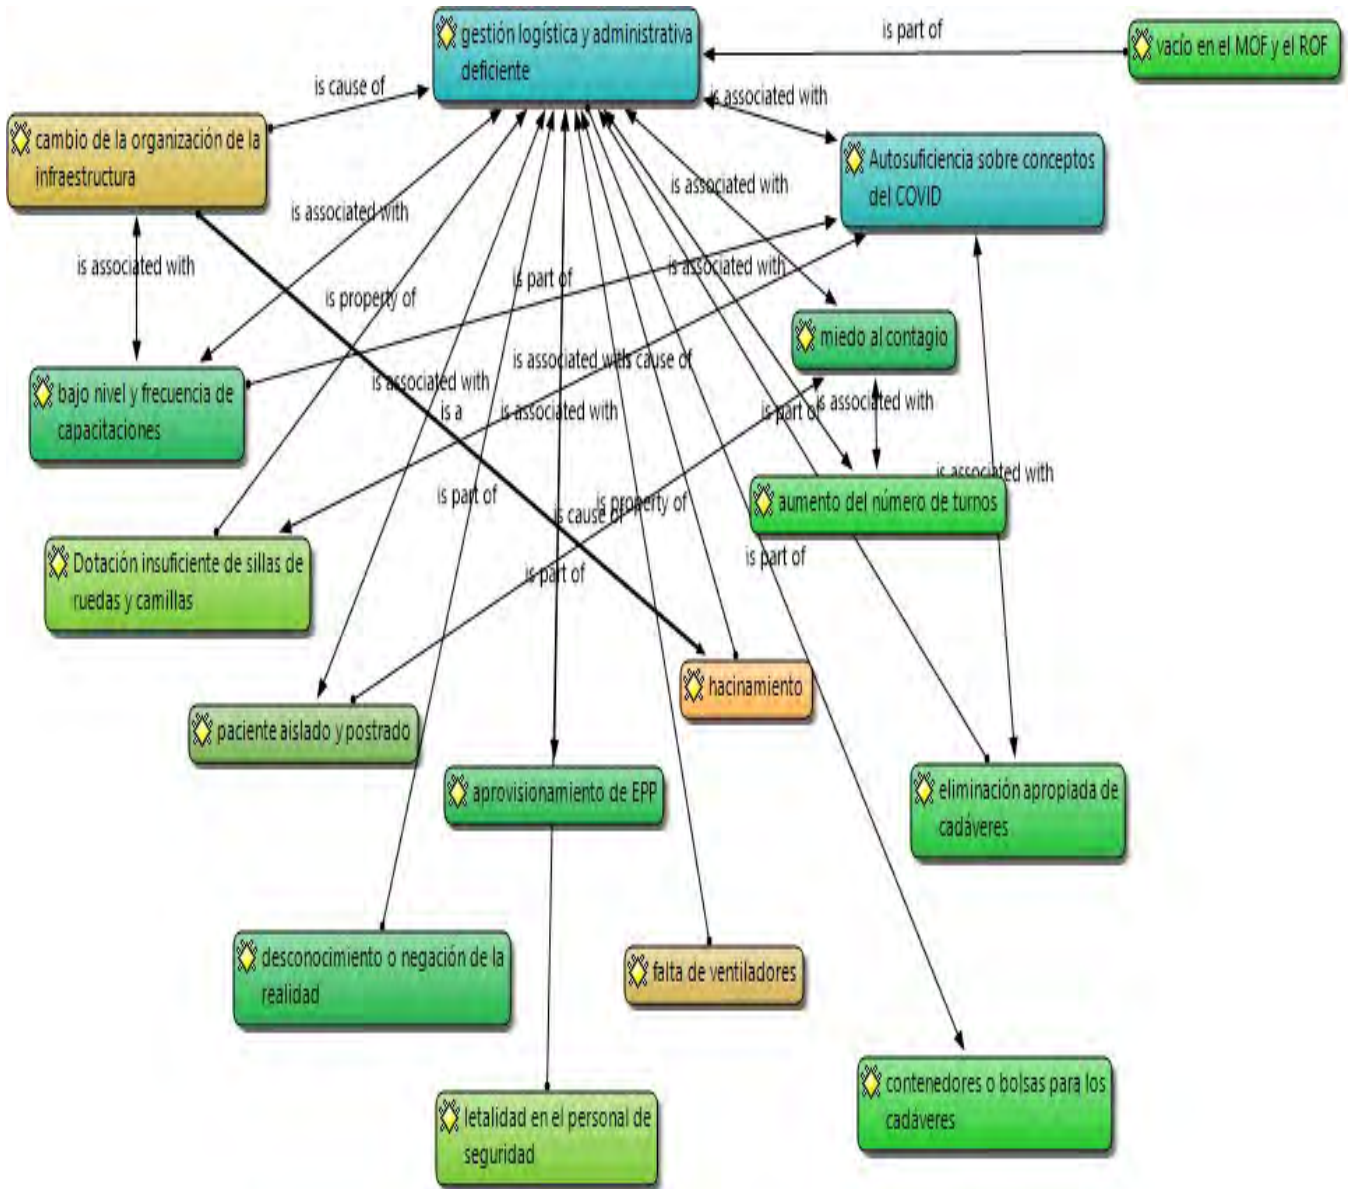 gestión logística y administrativa
deficiente
is part of
vacío en el MOF y el ROF
is cause of
is associated with
cambio de la organización de la
infraestructura
Autosuficiencia sobre conceptos
del COVID
is associated with
is associated with
is associated with
is part of
is associated with
is property of
miedo al contagio
is associated with
is cause of
bajo nivel y frecuencia de
capacitaciones
is associated with
is a
is associated with
is part of
is associated with
is associated with
is part of
aumento del número de turnos
is property of
is cause of
is part of
is part of
Dotación insuficiente de sillas de
ruedas y camillas
hacinamiento
paciente aislado y postrado
aprovisionamiento de EPP
eliminación apropiada de
cadáveres
desconocimiento o negación de la
realidad
falta de ventiladores
contenedores o bolsas para los
cadáveres
letalidad en el personal de
seguridad